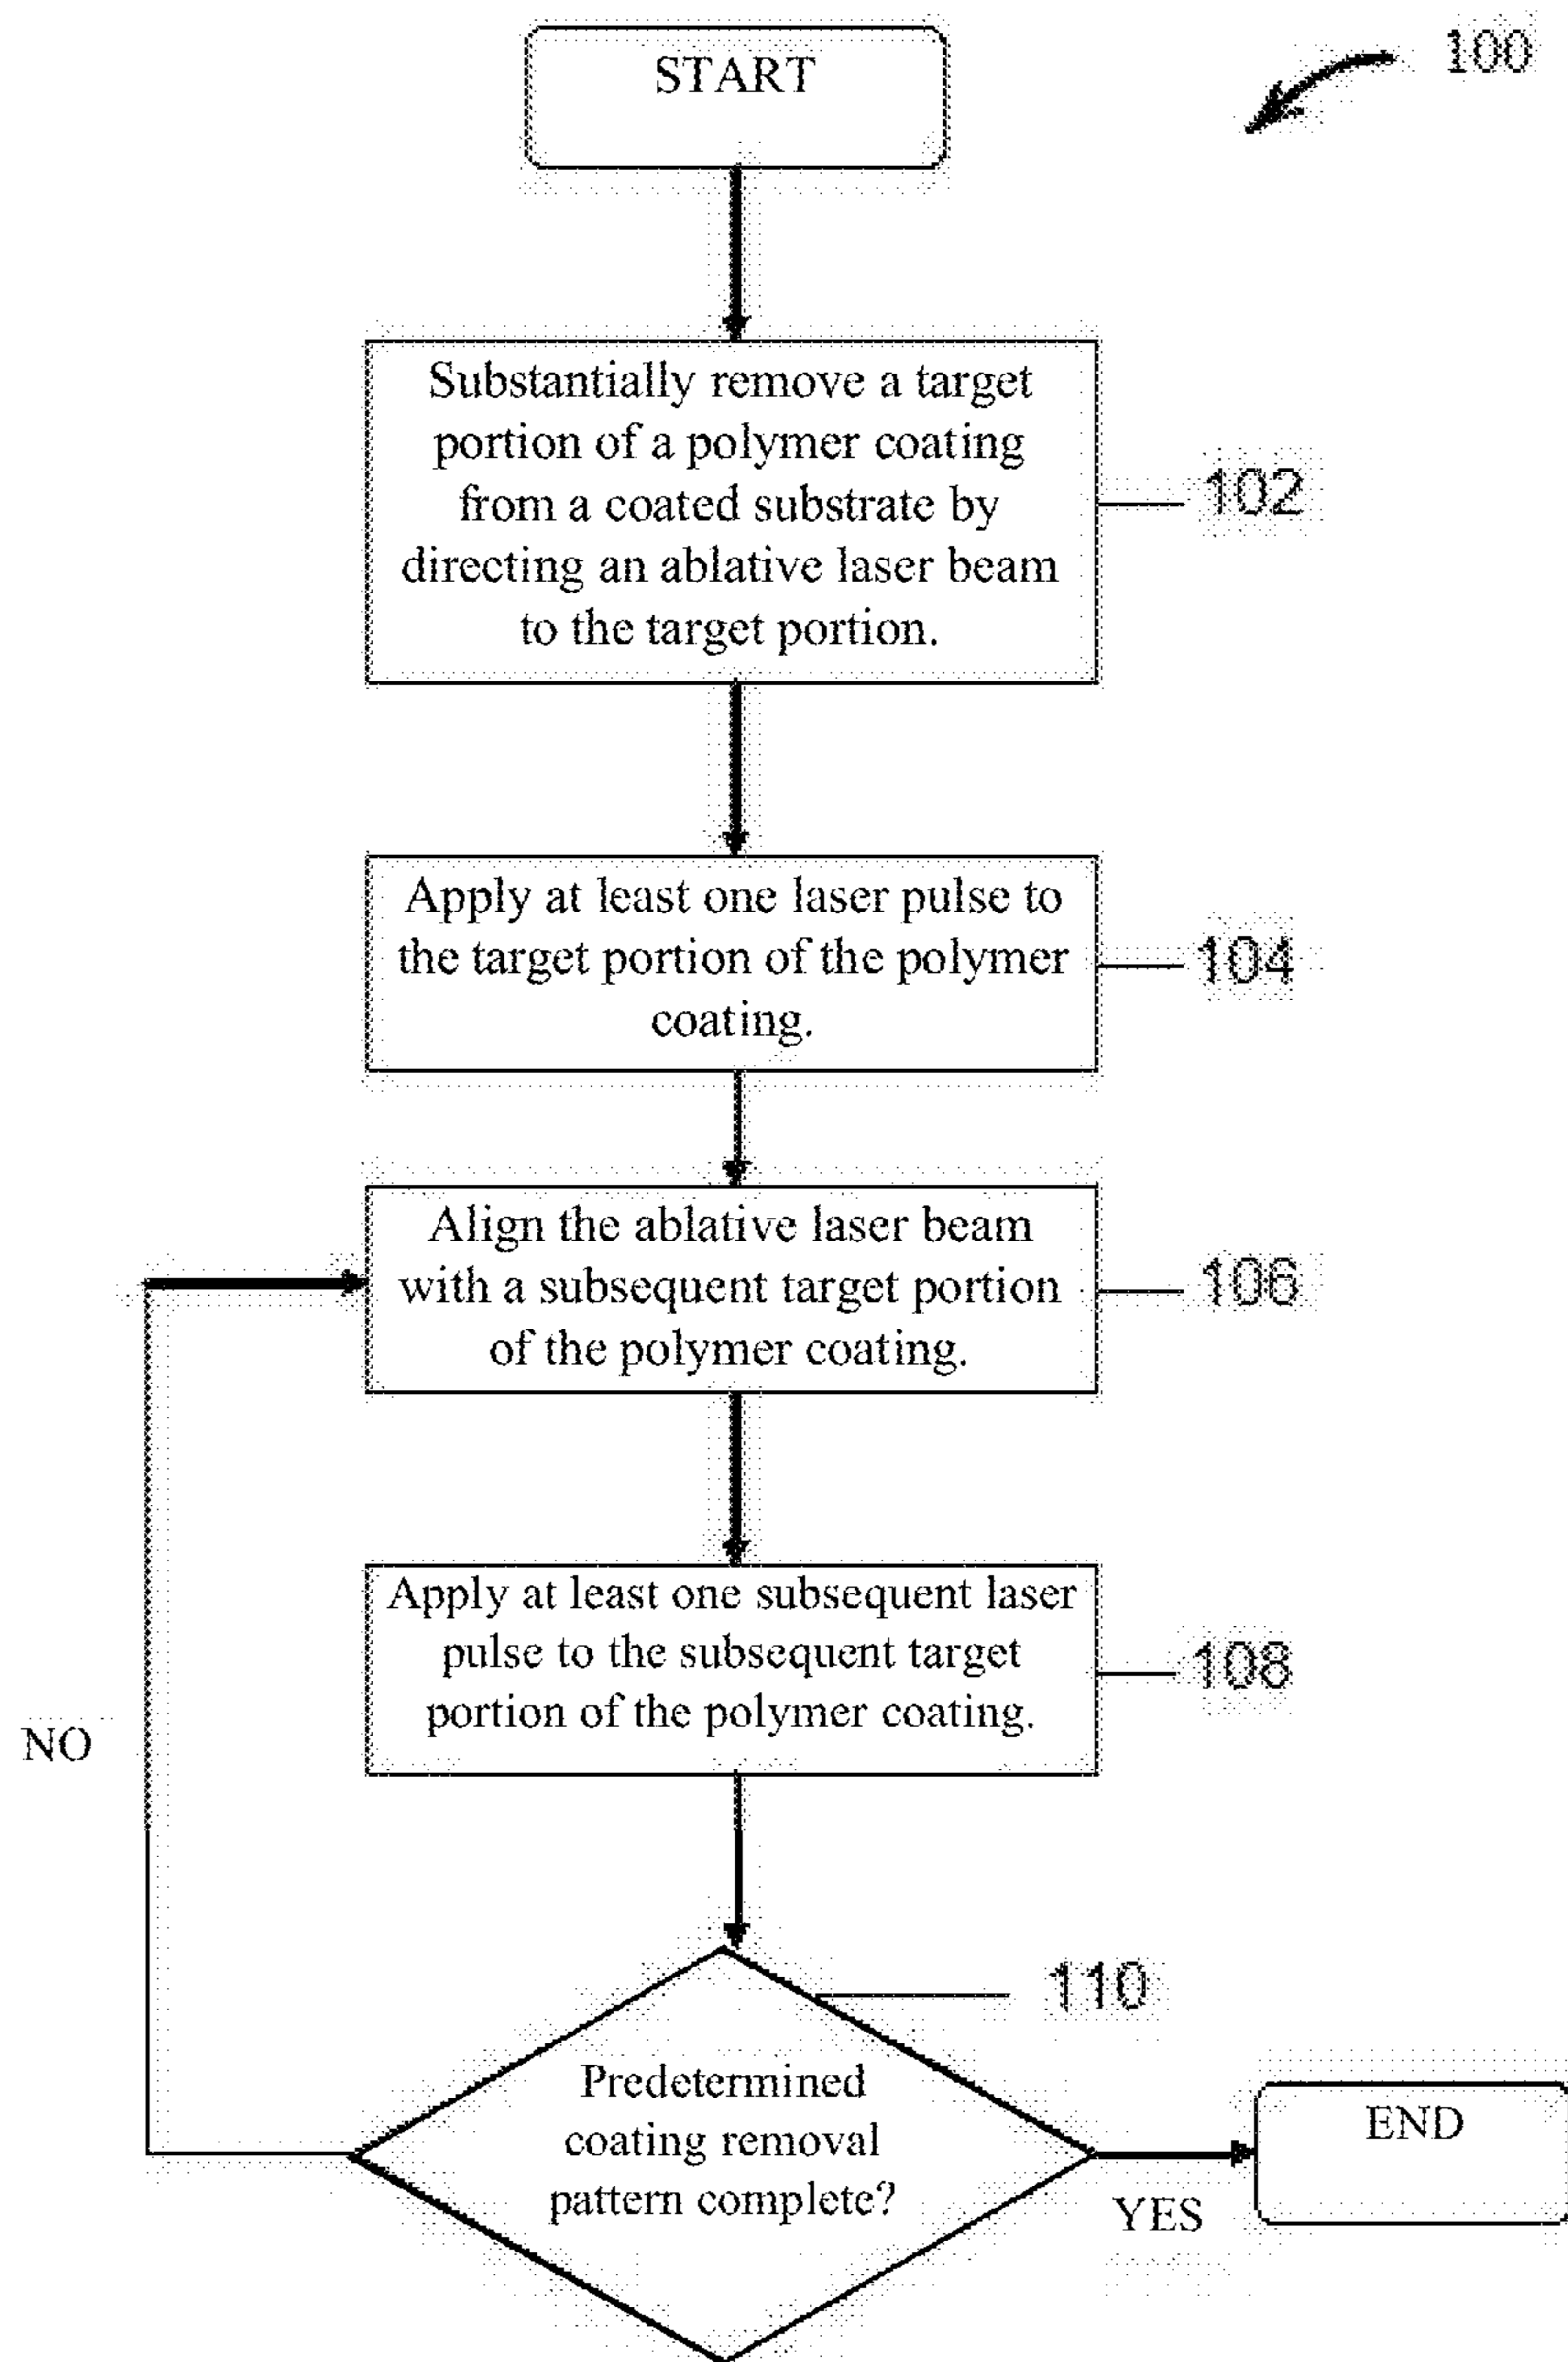 START
100
Substantially remove a target
portion of a polymer coating
from a coated substrate by
directing an ablative laser beam
to the target portion.
102
Apply at least one laser pulse to
the target portion of the polymer
coating.
104
Align the ablative laser beam
with a subsequent target portion
of the polymer coating.
106
Apply at least one subsequent laser
pulse to the subsequent target
portion of the polymer coating.
108
NO
110
Predetermined
coating removal
pattern complete?
YES
END